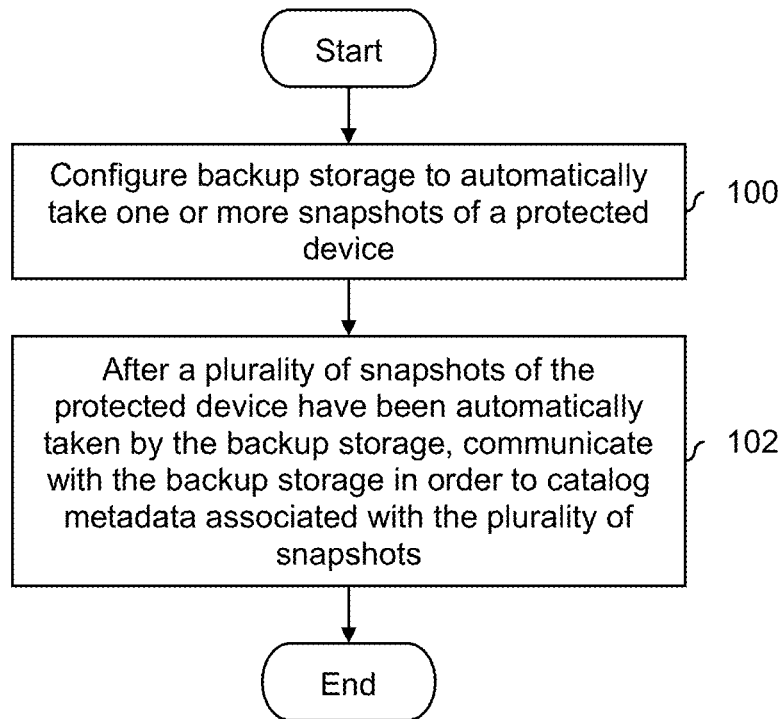 Start
Configure backup storage to automatically
take one or more snapshots of a protected
device
100
After a plurality of snapshots of the
protected device have been automatically
taken by the backup storage, communicate
with the backup storage in order to catalog
metadata associated with the plurality of
snapshots
102
End